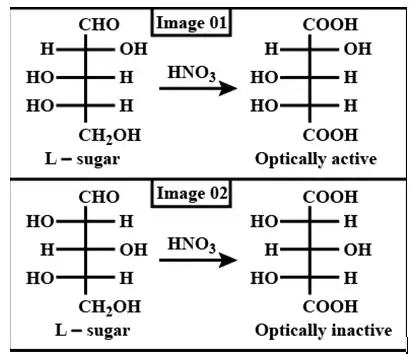 Image 01
CHO COOH
H OH HNO3 H OH
HO H HO H
HO H HO H
CH2OH COOH
L – sugar Optically active
Image 02
CHO COOH
HO H HO H
H OH HNO3 H OH
HO H HO H
CH2OH COOH
L – sugar Optically inactive